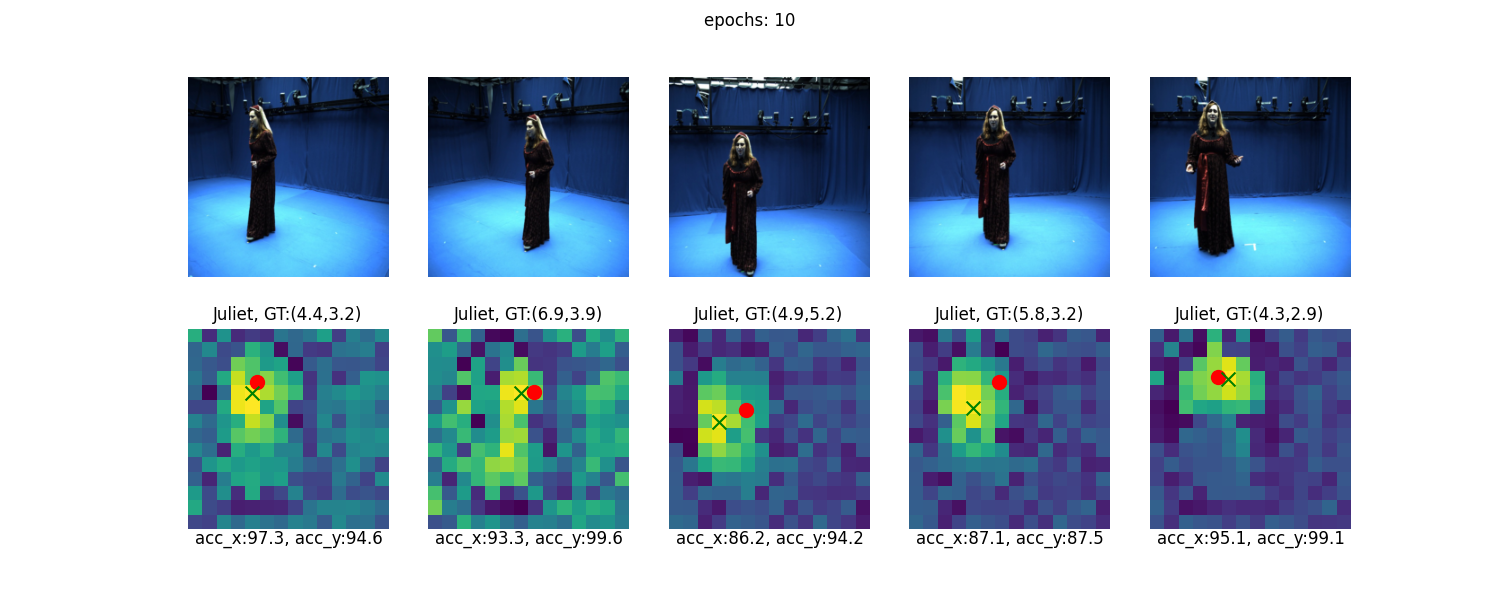 epochs: 10
Juliet, GT:(4.4,3.2)
Juliet, GT:(6.9,3.9)
Juliet, GT:(4.9,5.2)
Juliet, GT:(5.8,3.2)
Juliet, GT:(4.3,2.9)
acc_x:97.3, acc_y:94.6
acc_x:93.3, acc_y:99.6
acc_x:86.2, acc_y:94.2
acc_x:87.1, acc_y:87.5
acc_x:95.1, acc_y:99.1